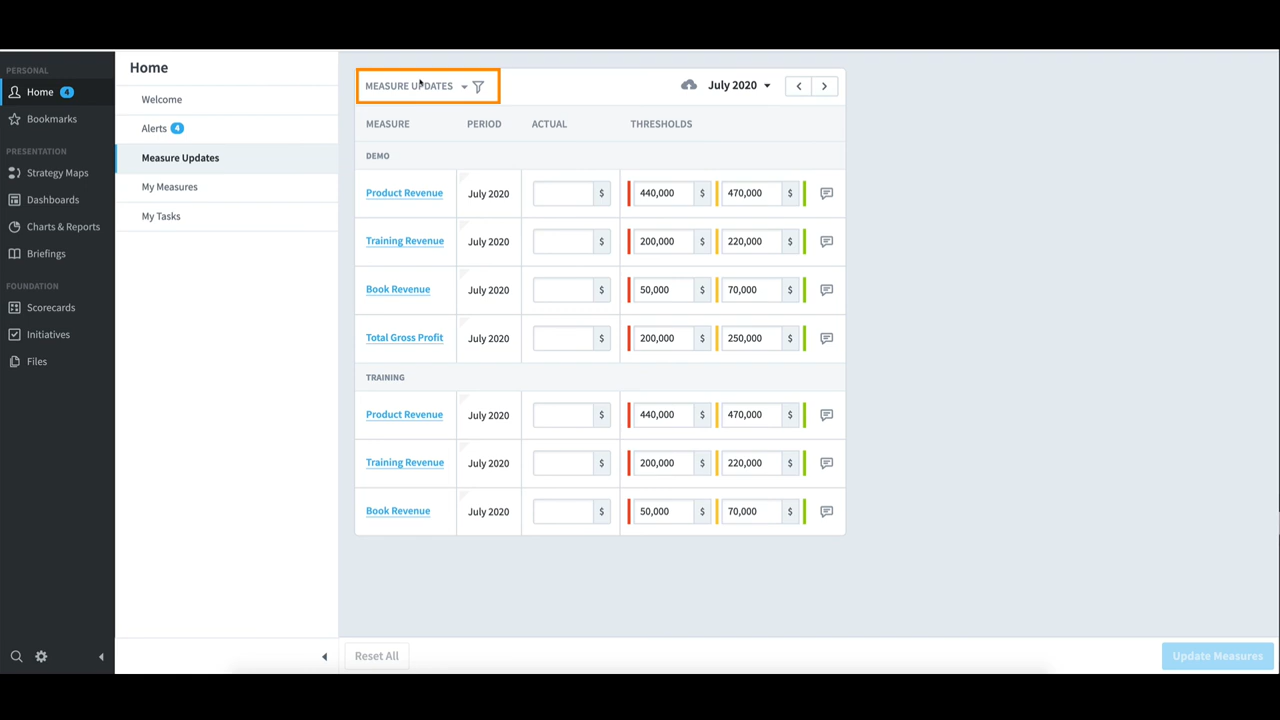 PERSONAL
Home 4
Bookmarks
PRESENTATION
Strategy Maps
Dashboards
Charts & Reports
Briefings
FOUNDATION
Scorecards
Initiatives
Files
Home
Welcome
Alerts 4
Measure Updates
My Measures
My Tasks
MEASURE UPDATES
July 2020
MEASURE PERIOD ACTUAL THRESHOLDS
DEMO
Product Revenue July 2020 $ 440,000 $ 470,000 $
Training Revenue July 2020 $ 200,000 $ 220,000 $
Book Revenue July 2020 $ 50,000 $ 70,000 $
Total Gross Profit July 2020 $ 200,000 $ 250,000 $
TRAINING
Product Revenue July 2020 $ 440,000 $ 470,000 $
Training Revenue July 2020 $ 200,000 $ 220,000 $
Book Revenue July 2020 $ 50,000 $ 70,000 $
Reset All
Update Measures